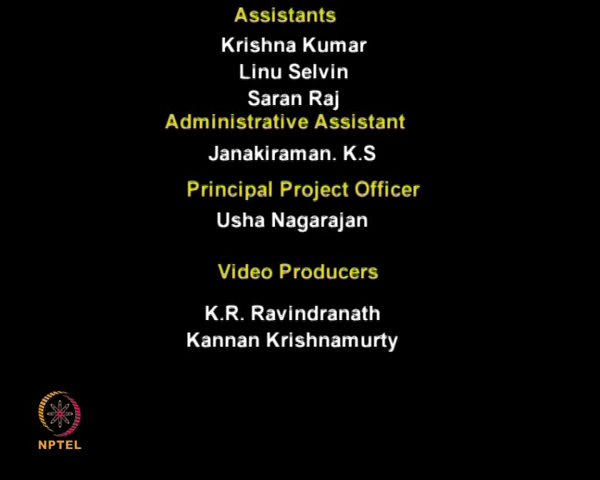 Assistants
Krishna Kumar
Linu Selvin
Saran Raj
Administrative Assistant
Janakiraman. K.S
Principal Project Officer
Usha Nagarajan
Video Producers
K.R. Ravindranath
Kannan Krishnamurty
NPTEL